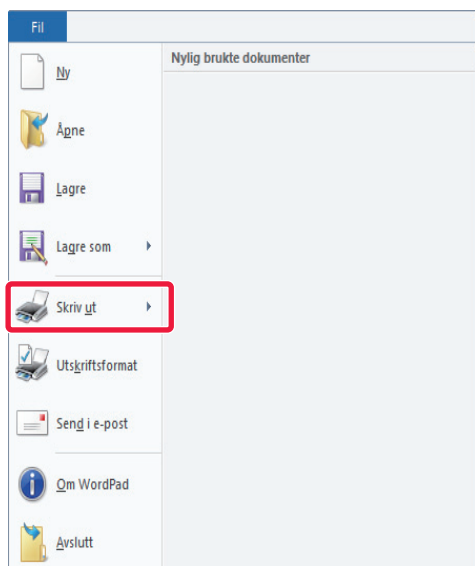 Fil
Nylig brukte dokumenter
Ny
Åpne
Lagre
Lagre som
Skriv ut
Utskriftsformat
Send i e-post
Om WordPad
Avslutt